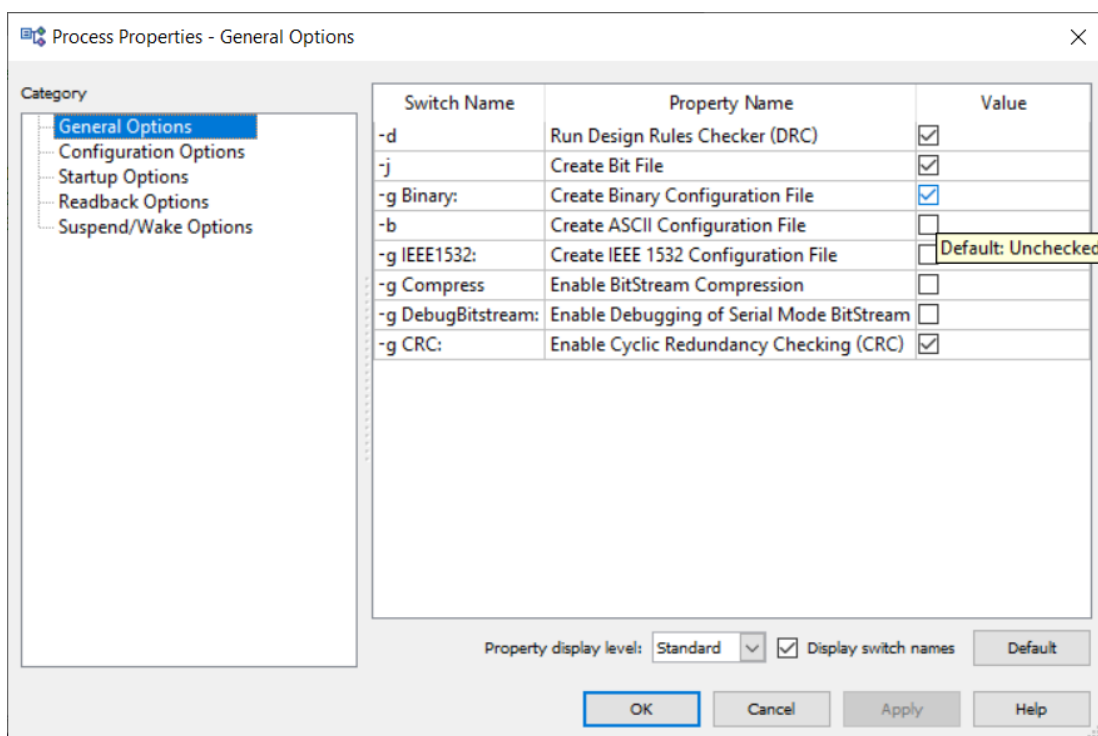 Process Properties - General Options
Category
General Options
Configuration Options
Startup Options
Readback Options
Suspend/Wake Options
Switch Name Property Name Value
-d Run Design Rules Checker (DRC)
-j Create Bit File
-g Binary: Create Binary Configuration File
-b Create ASCII Configuration File
Default: Unchecked
-g IEEE1532: Create IEEE 1532 Configuration File
-g Compress Enable BitStream Compression
-g DebugBitstream: Enable Debugging of Serial Mode BitStream
-g CRC: Enable Cyclic Redundancy Checking (CRC)
Property display level: Standard Display switch names Default
OK Cancel Apply Help